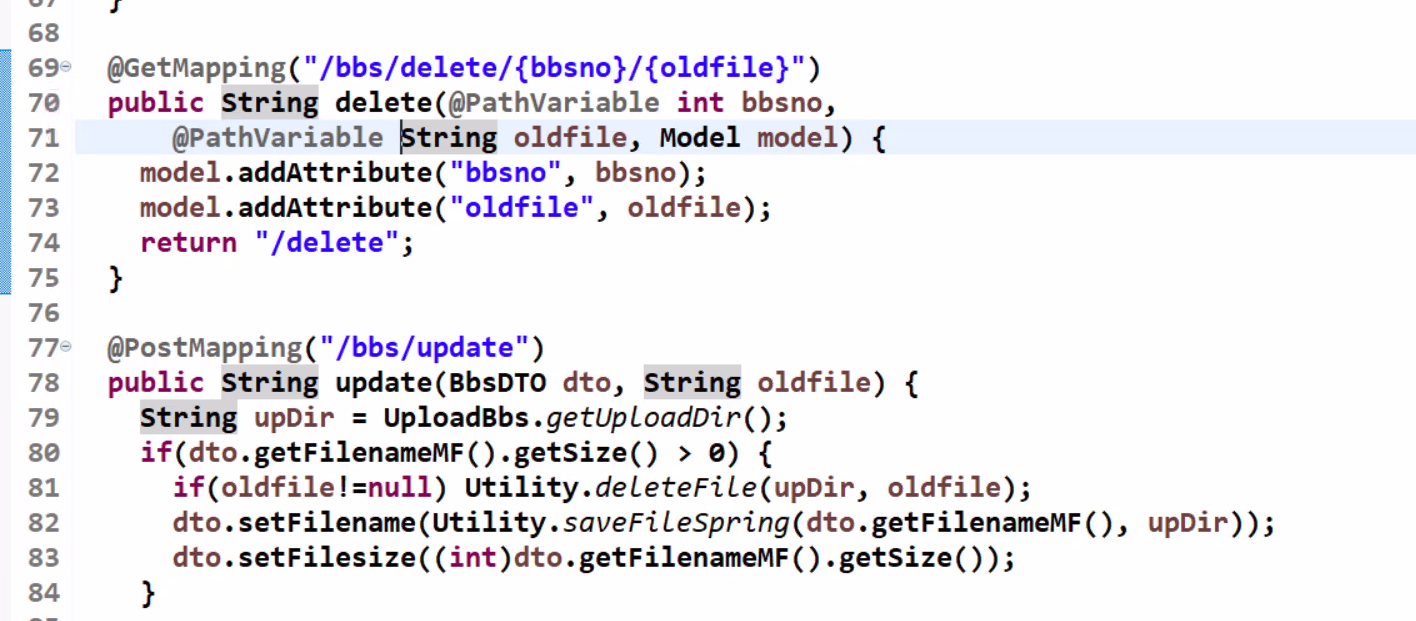 67 }
68
69 @GetMapping("/bbs/delete/{bbsno}/{oldfile}")
70 public String delete(@PathVariable int bbsno,
71 @PathVariable String oldfile, Model model) {
72 model.addAttribute("bbsno", bbsno);
73 model.addAttribute("oldfile", oldfile);
74 return "/delete";
75 }
76
77 @PostMapping("/bbs/update")
78 public String update(BbsDTO dto, String oldfile) {
79 String upDir = UploadBbs.getUploadDir();
80 if(dto.getFilenameMF().getSize() > 0) {
81 if(oldfile!=null) Utility.deleteFile(upDir, oldfile);
82 dto.setFilename(Utility.saveFileSpring(dto.getFilenameMF(), upDir));
83 dto.setFilesize((int)dto.getFilenameMF().getSize());
84 }